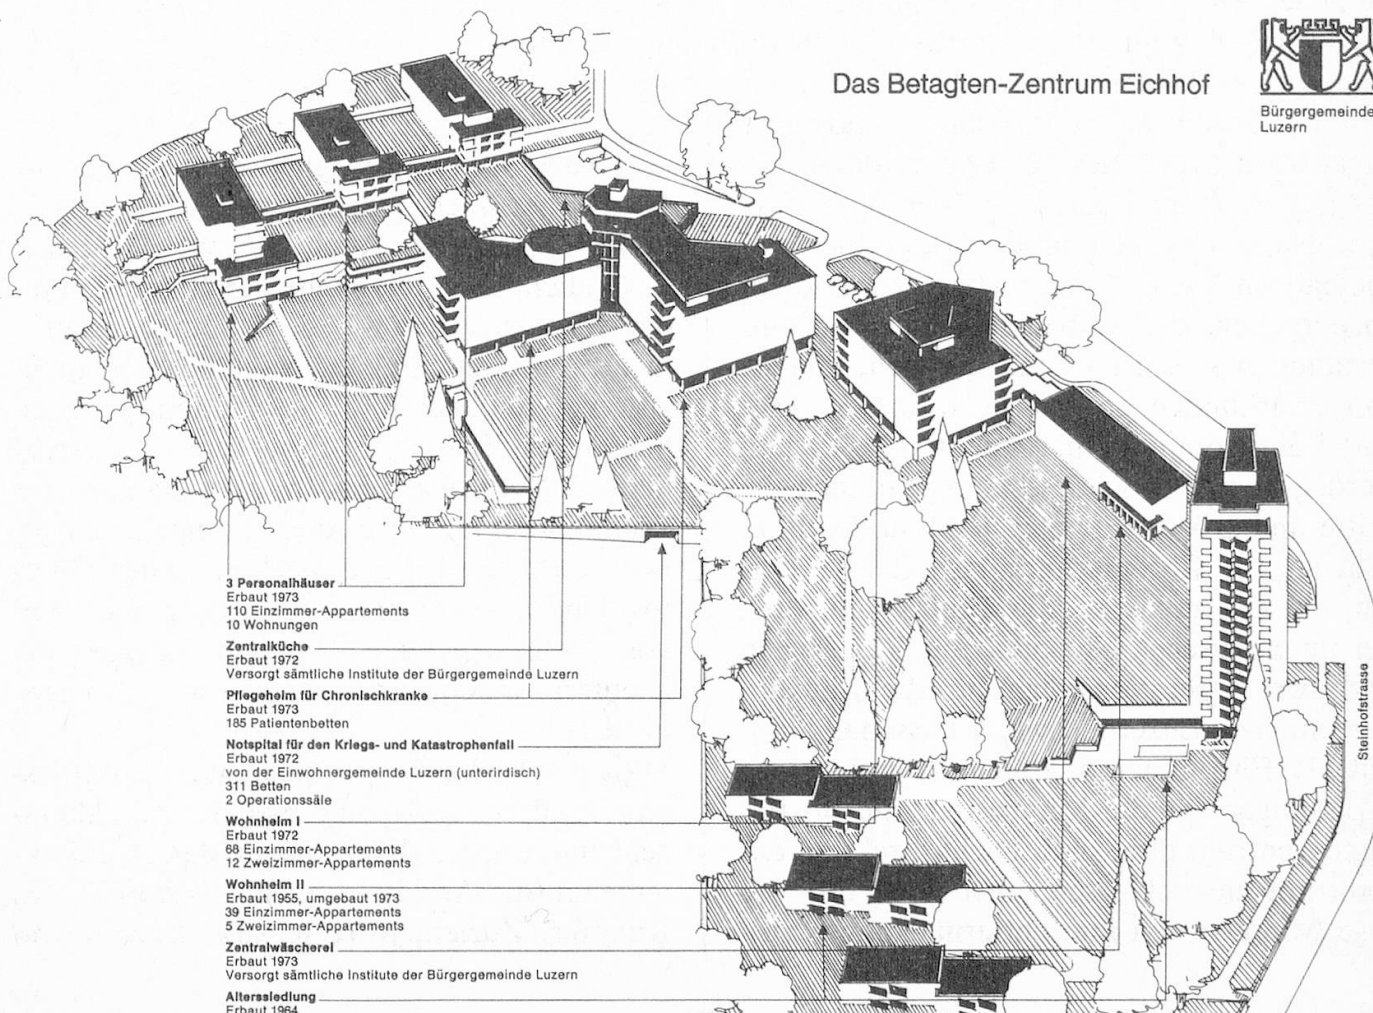 Das Betagten-Zentrum Eichhof
Bürgergemeinde
Luzern
3 Personalhäuser
Erbaut 1973
110 Einzimmer-Appartements
10 Wohnungen
Zentralküche
Erbaut 1972
Versorgt sämtliche Institute der Bürgergemeinde Luzern
Pflegeheim für Chronischkranke
Erbaut 1973
185 Patientenbetten
Notspital für den Kriegs- und Katastrophenfall
Erbaut 1972
von der Einwohnergemeinde Luzern (unterirdisch)
311 Betten
2 Operationssäle
Wohnheim I
Erbaut 1972
68 Einzimmer-Appartements
12 Zweizimmer-Appartements
Wohnheim II
Erbaut 1955, umgebaut 1973
39 Einzimmer-Appartements
5 Zweizimmer-Appartements
Zentralwäscherei
Erbaut 1973
Versorgt sämtliche Institute der Bürgergemeinde Luzern
Alterssiedlung
Erbaut 1964
Steinhofstrasse